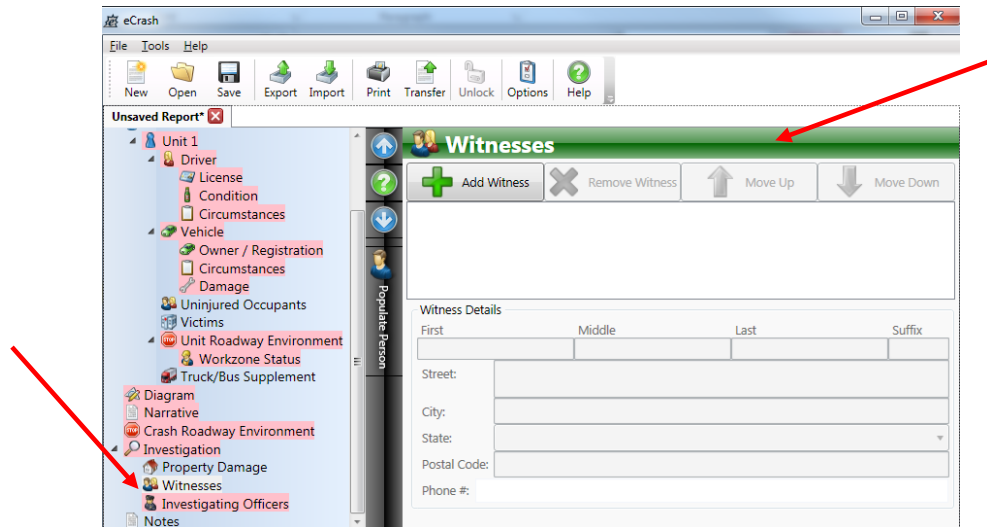 eCrash
File Tools Help
New Open Save Export Import Print Transfer Unlock Options Help
Unsaved Report*
Unit 1
Driver
License
Condition
Circumstances
Vehicle
Owner / Registration
Circumstances
Damage
Uninjured Occupants
Victims
Unit Roadway Environment
Workzone Status
Truck/Bus Supplement
Diagram
Narrative
Crash Roadway Environment
Investigation
Property Damage
Witnesses
Investigating Officers
Notes
Populate Person
Witnesses
Add Witness Remove Witness Move Up Move Down
Witness Details
First Middle Last Suffix
Street:
City:
State:
Postal Code:
Phone #: